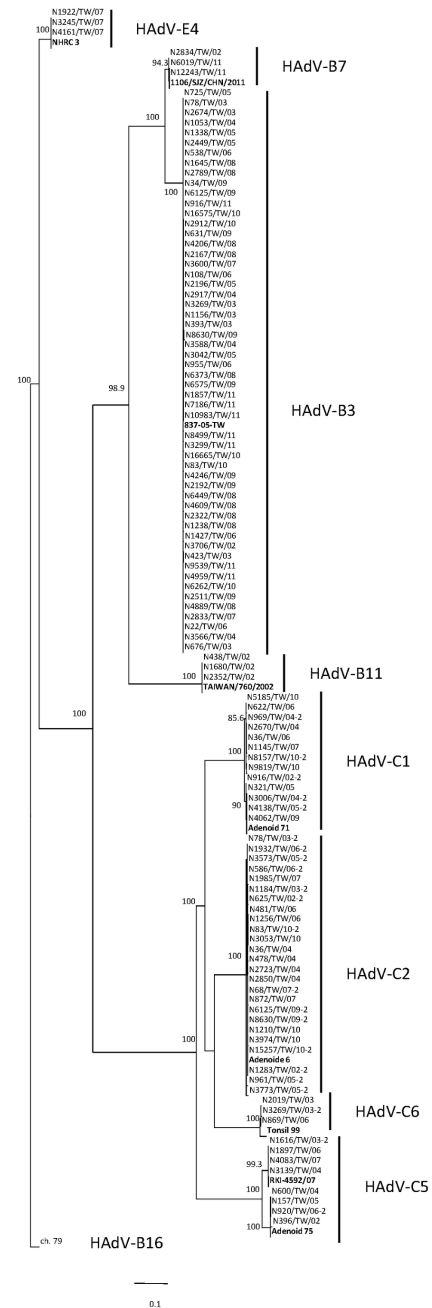 N1922/TW/07
N3245/TW/07
N4161/TW/07
NHRC 3
100
HAdV-E4
N2834/TW/02
N6019/TW/11
N12243/TW/11
1106/SJZ/CHN/2011
94.3
HAdV-B7
N725/TW/05
N78/TW/03
N2674/TW/03
N1053/TW/04
N1338/TW/05
N2449/TW/05
N538/TW/06
N1645/TW/08
N2789/TW/08
N34/TW/09
N6125/TW/09
N916/TW/11
N16575/TW/10
N2912/TW/10
N631/TW/09
N4206/TW/08
N2167/TW/08
N3600/TW/07
N108/TW/06
N2196/TW/05
N2917/TW/04
N3269/TW/03
N1156/TW/03
N393/TW/03
N8630/TW/09
N3588/TW/04
N3042/TW/05
N955/TW/06
N6373/TW/08
N6575/TW/09
N1857/TW/11
N7186/TW/11
N10983/TW/11
837-05-TW
N8499/TW/11
N3299/TW/11
N16665/TW/10
N83/TW/10
N4246/TW/09
N2192/TW/09
N6449/TW/08
N4609/TW/08
N2322/TW/08
N1238/TW/08
N1427/TW/06
N3706/TW/02
N423/TW/03
N9539/TW/11
N4959/TW/11
N6262/TW/10
N2511/TW/09
N4889/TW/08
N2833/TW/07
N22/TW/06
N3566/TW/04
N676/TW/03
100
100
HAdV-B3
98.9
100
N438/TW/02
N1680/TW/02
N2352/TW/02
TAIWAN/760/2002
100
HAdV-B11
N5185/TW/10
N622/TW/06
N969/TW/04-2
N2670/TW/04
N36/TW/06
N1145/TW/07
N8157/TW/10-2
N9819/TW/10
N916/TW/02-2
N321/TW/05
N3006/TW/04-2
N4138/TW/05-2
N4062/TW/09
Adenoid 71
85.6
100
90
HAdV-C1
100
N78/TW/03-2
N1932/TW/06-2
N3573/TW/05-2
N586/TW/06-2
N1985/TW/07
N1184/TW/03-2
N625/TW/02-2
N481/TW/06
N1256/TW/06
N83/TW/10-2
N3053/TW/10
N36/TW/04
N478/TW/04
N2723/TW/04
N2850/TW/04
N68/TW/07-2
N872/TW/07
N6125/TW/09-2
N8630/TW/09-2
N1210/TW/10
N3974/TW/10
N15257/TW/10-2
Adenoide 6
N1283/TW/02-2
N961/TW/05-2
N3773/TW/05-2
100
100
HAdV-C2
100
N2019/TW/03
N3269/TW/03-2
N869/TW/06
Tonsil 99
100
HAdV-C6
N1616/TW/03-2
N1897/TW/06
N4083/TW/07
N3139/TW/04
RKI-4592/07
N600/TW/04
N157/TW/05
N920/TW/06-2
N396/TW/02
Adenoid 75
99.3
100
100
HAdV-C5
ch. 79
HAdV-B16
0.1